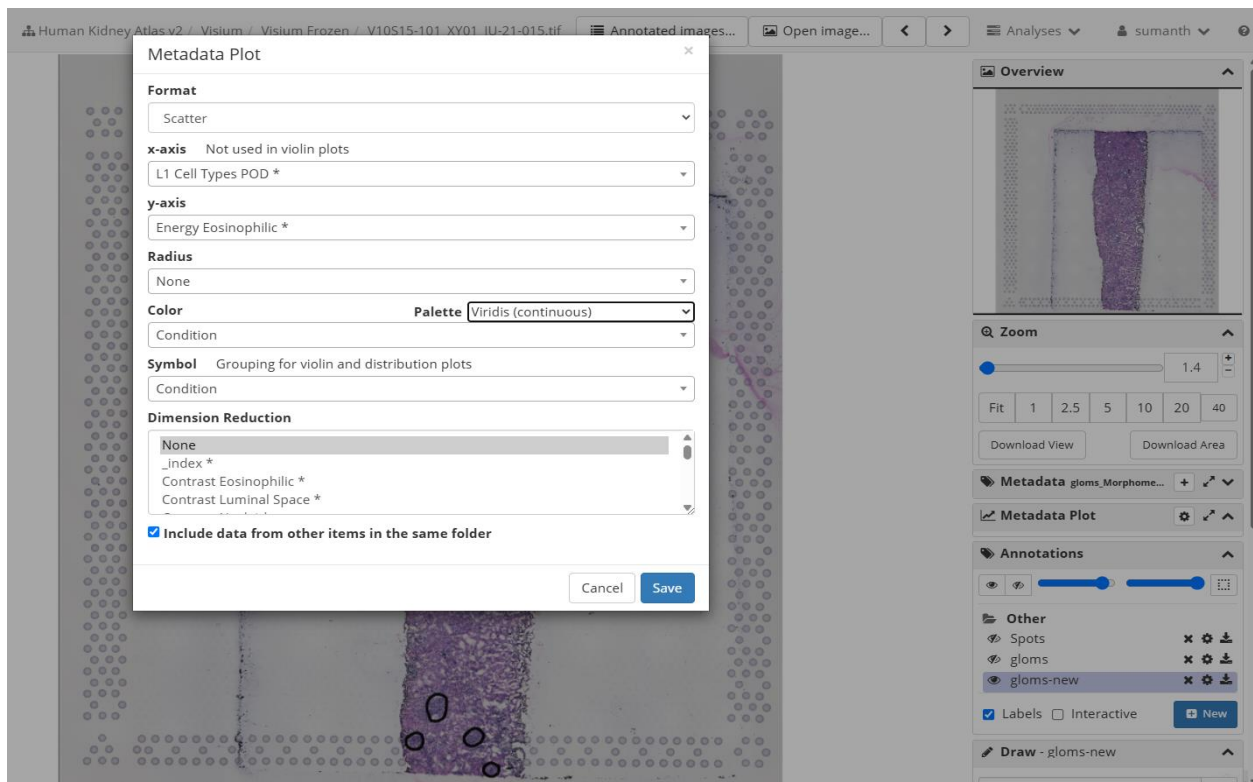 Human Kidney Atlas v2 / Visium / Visium Frozen / V10S15-101_XY01_IU-21-015.tif
Annotated images...
Open image...
Analyses
sumanth
Metadata Plot
×
Format
Scatter
x-axis Not used in violin plots
L1 Cell Types POD *
y-axis
Energy Eosinophilic *
Radius
None
Color
Palette Viridis (continuous)
Condition
Symbol Grouping for violin and distribution plots
Condition
Dimension Reduction
None
_index *
Contrast Eosinophilic *
Contrast Luminal Space *
Include data from other items in the same folder
Cancel
Save
Overview
Zoom
1.4
+
−
Fit 1 2.5 5 10 20 40
Download View
Download Area
Metadata gloms_Morphome...
Metadata Plot
Annotations
Other
Spots
gloms
gloms-new
Labels
Interactive
New
Draw - gloms-new